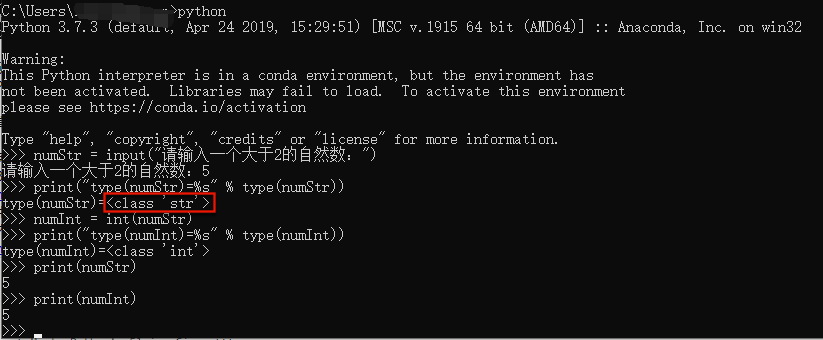 C:\Users\ >python
Python 3.7.3 (default, Apr 24 2019, 15:29:51) [MSC v.1915 64 bit (AMD64)] :: Anaconda, Inc. on win32
Warning:
This Python interpreter is in a conda environment, but the environment has
not been activated.  Libraries may fail to load.  To activate this environment
please see https://conda.io/activation
Type "help", "copyright", "credits" or "license" for more information.
>>> numStr = input("请输入一个大于2的自然数：")
请输入一个大于2的自然数：5
>>> print("type(numStr)=%s" % type(numStr))
type(numStr)=<class 'str'>
>>> numInt = int(numStr)
>>> print("type(numInt)=%s" % type(numInt))
type(numInt)=<class 'int'>
>>> print(numStr)
5
>>> print(numInt)
5
>>>